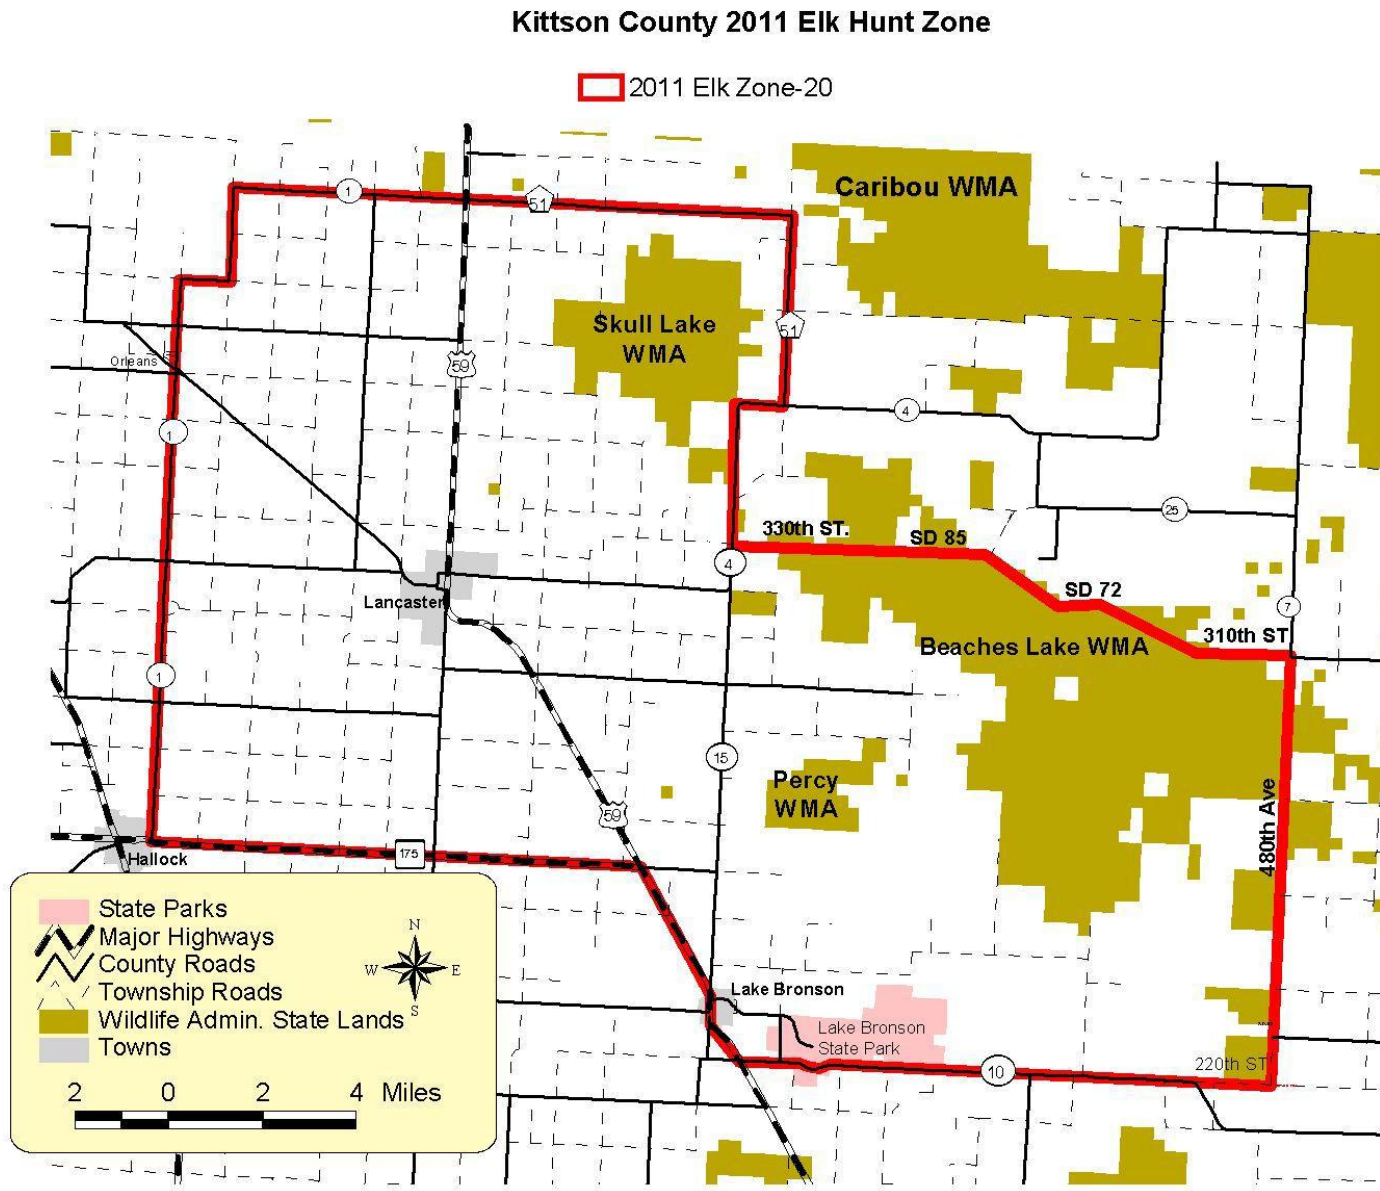 Kittson County 2011 Elk Hunt Zone
2011 Elk Zone-20
Caribou WMA
1
51
Skull Lake
WMA
51
Orleans
59
4
1
25
330th ST.
SD 85
4
SD 72
Lancaster
7
310th ST
Beaches Lake WMA
1
15
Percy
WMA
480th Ave
59
175
Hallock
State Parks
Major Highways
County Roads
Township Roads
Wildlife Admin. State Lands
Towns
N
W
E
S
2 0 2 4 Miles
Lake Bronson
Lake Bronson
State Park
10
220th ST